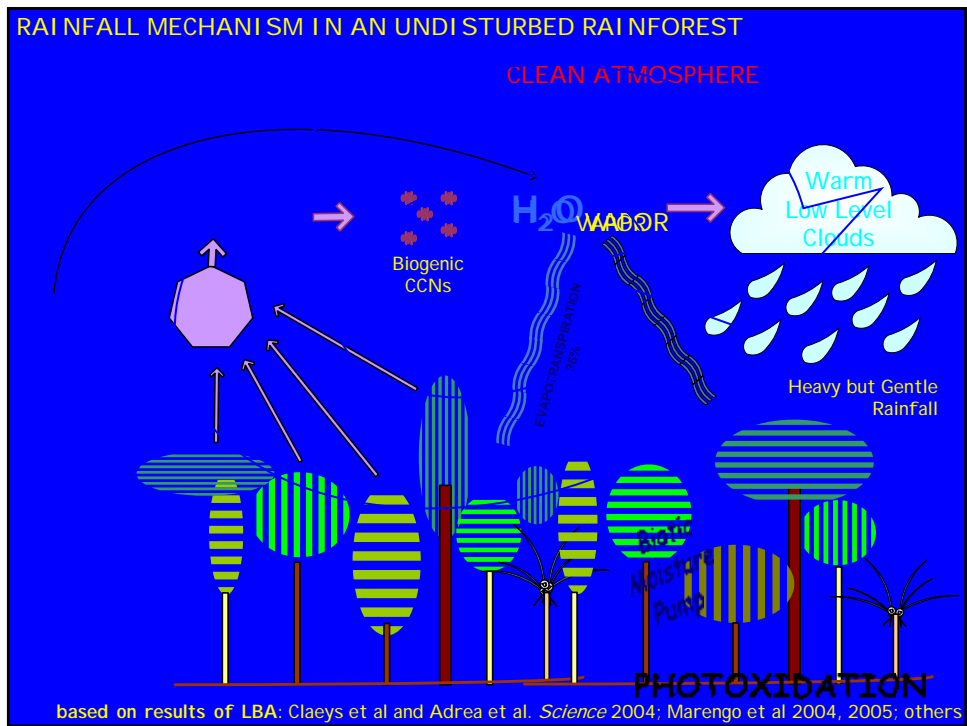 RAINFALL MECHANISM IN AN UNDISTURBED RAINFOREST
CLEAN ATMOSPHERE
H2O
VAPOR
Warm
Low Level
Clouds
Biogenic
CCNs
EVAPOTRANSPIRATION
Heavy but Gentle
Rainfall
Biotic
Moisture
Pump
PHOTOXIDATION
based on results of LBA: Claeys et al and Adrea et al. Science 2004; Marengo et al 2004, 2005; others